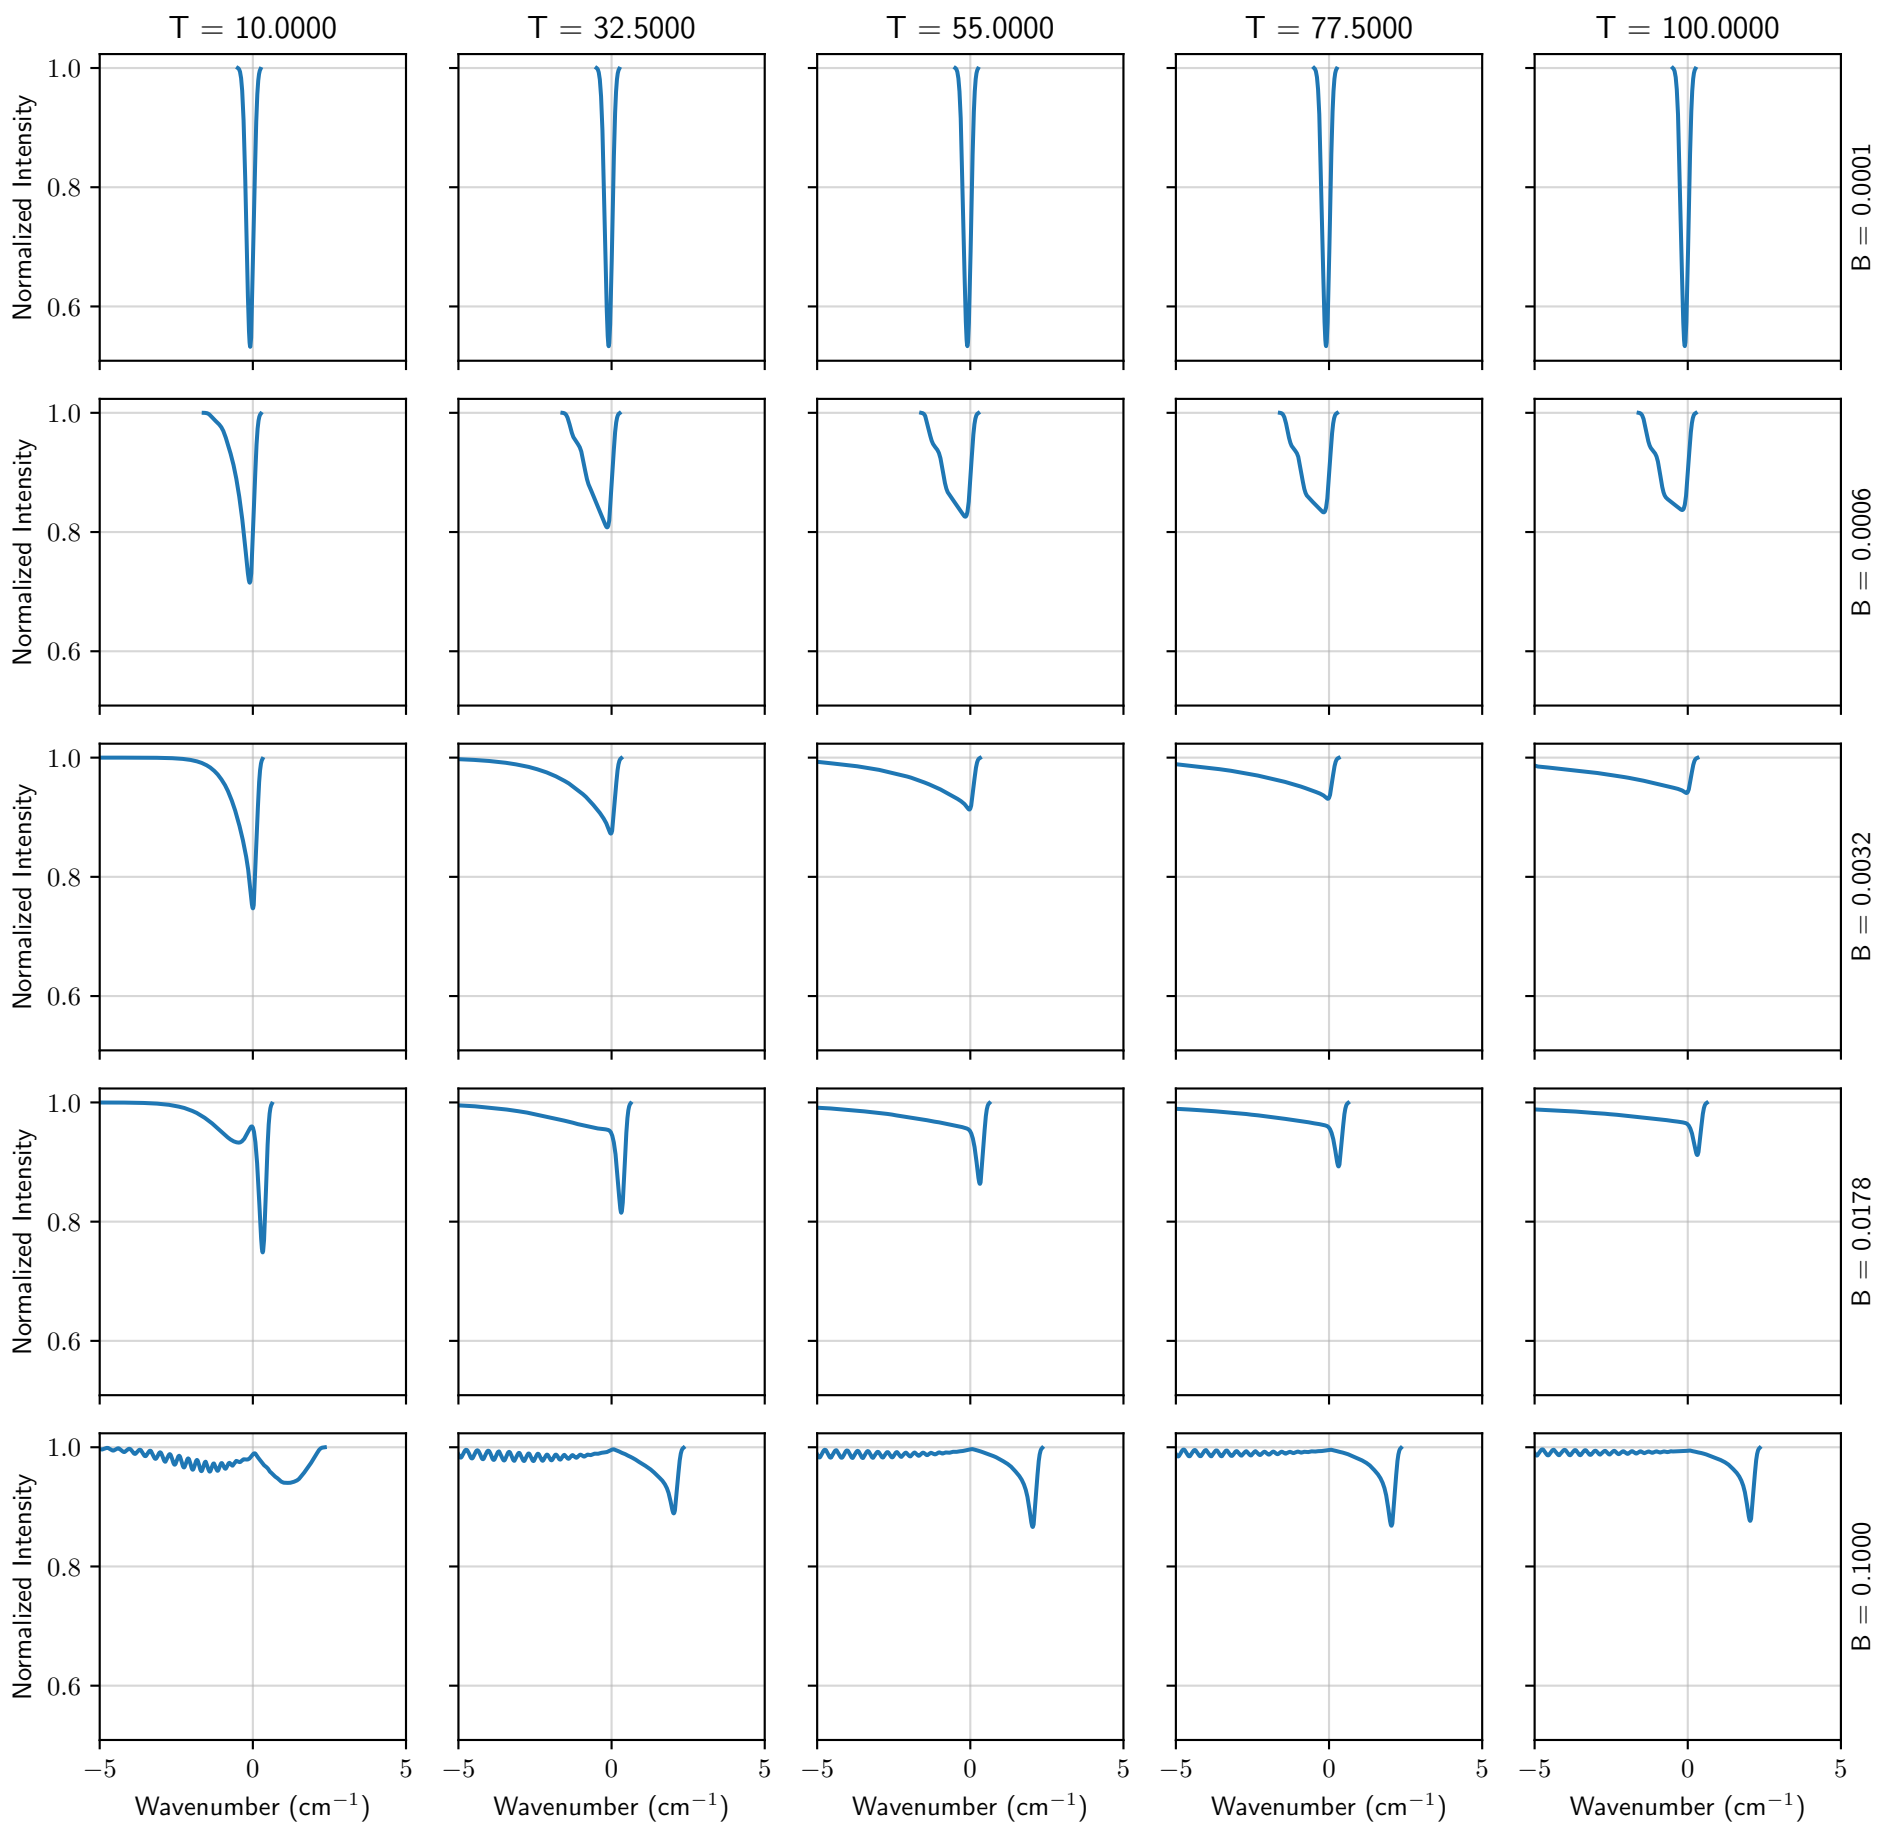 T = 10.0000
T = 32.5000
T = 55.0000
T = 77.5000
T = 100.0000
Normalized Intensity
1.0
0.8
0.6
B = 0.0001
Normalized Intensity
1.0
0.8
0.6
B = 0.0006
Normalized Intensity
1.0
0.8
0.6
B = 0.0032
Normalized Intensity
1.0
0.8
0.6
B = 0.0178
Normalized Intensity
1.0
0.8
0.6
B = 0.1000
−5 0 5
−5 0 5
−5 0 5
−5 0 5
−5 0 5
Wavenumber (cm⁻¹)
Wavenumber (cm⁻¹)
Wavenumber (cm⁻¹)
Wavenumber (cm⁻¹)
Wavenumber (cm⁻¹)